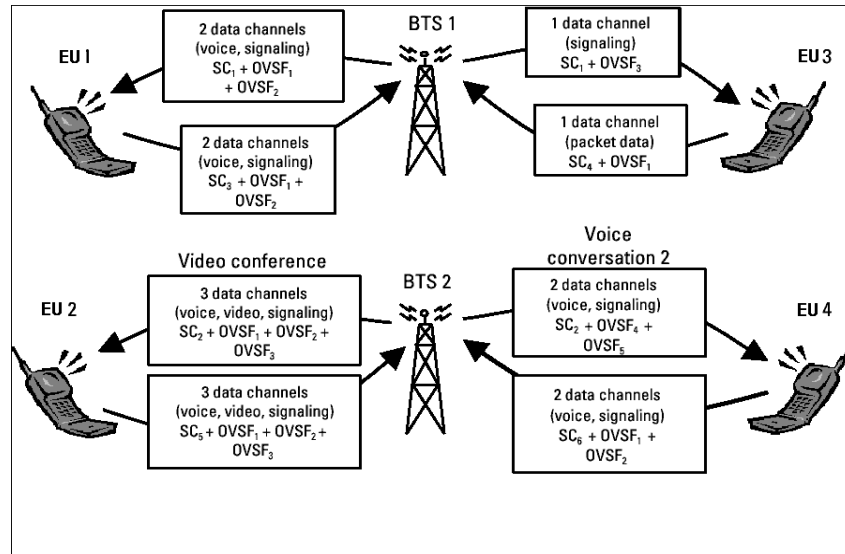 BTS 1
EU 1
2 data channels
(voice, signaling)
SC₁ + OVSF₁
+ OVSF₂
1 data channel
(signaling)
SC₁ + OVSF₃
EU 3
2 data channels
(voice, signaling)
SC₃ + OVSF₁ +
OVSF₂
1 data channel
(packet data)
SC₄ + OVSF₁
Video conference
Voice
conversation 2
BTS 2
EU 2
3 data channels
(voice, video, signaling)
SC₂ + OVSF₁ + OVSF₂ +
OVSF₃
2 data channels
(voice, signaling)
SC₂ + OVSF₄ +
OVSF₅
EU 4
3 data channels
(voice, video, signaling)
SC₅ + OVSF₁ + OVSF₂ +
OVSF₃
2 data channels
(voice, signaling)
SC₆ + OVSF₁ +
OVSF₂